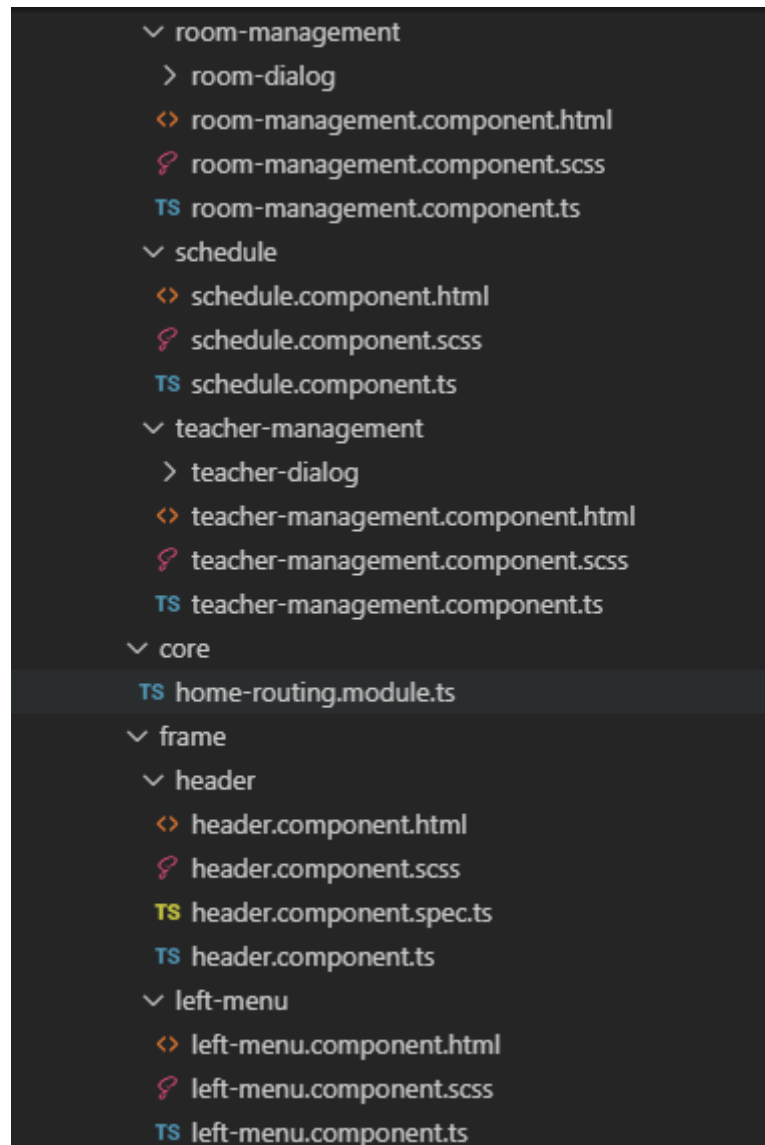 room-management
room-dialog
<> room-management.component.html
room-management.component.scss
TS room-management.component.ts
schedule
<> schedule.component.html
schedule.component.scss
TS schedule.component.ts
teacher-management
teacher-dialog
<> teacher-management.component.html
teacher-management.component.scss
TS teacher-management.component.ts
core
TS home-routing.module.ts
frame
header
<> header.component.html
header.component.scss
TS header.component.spec.ts
TS header.component.ts
left-menu
<> left-menu.component.html
left-menu.component.scss
TS left-menu.component.ts